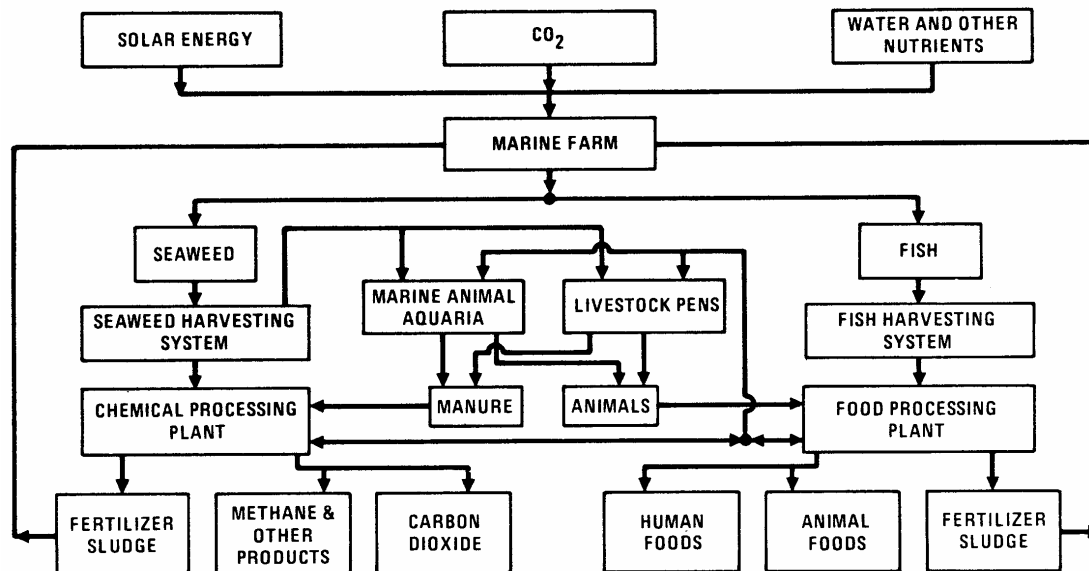 SOLAR ENERGY
CO2
WATER AND OTHER
NUTRIENTS
MARINE FARM
SEAWEED
FISH
MARINE ANIMAL
AQUARIA
LIVESTOCK PENS
SEAWEED HARVESTING
SYSTEM
FISH HARVESTING
SYSTEM
MANURE
ANIMALS
CHEMICAL PROCESSING
PLANT
FOOD PROCESSING
PLANT
FERTILIZER
SLUDGE
METHANE &
OTHER
PRODUCTS
CARBON
DIOXIDE
HUMAN
FOODS
ANIMAL
FOODS
FERTILIZER
SLUDGE